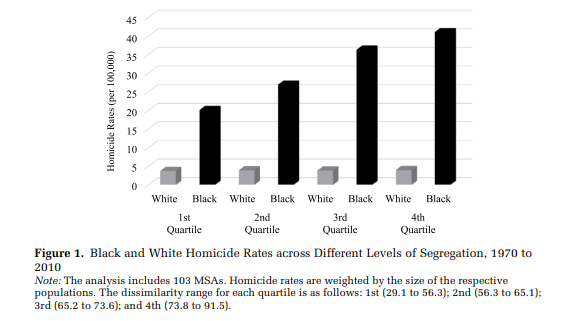 45
40
35
30
25
20
15
10
5
0
Homicide Rates (per 100,000)
White Black White Black White Black White Black
1st 2nd 3rd 4th
Quartile Quartile Quartile Quartile
Figure 1. Black and White Homicide Rates across Different Levels of Segregation, 1970 to
2010
Note: The analysis includes 103 MSAs. Homicide rates are weighted by the size of the respective
populations. The dissimilarity range for each quartile is as follows: 1st (29.1 to 56.3); 2nd (56.3 to 65.1);
3rd (65.2 to 73.6); and 4th (73.8 to 91.5).